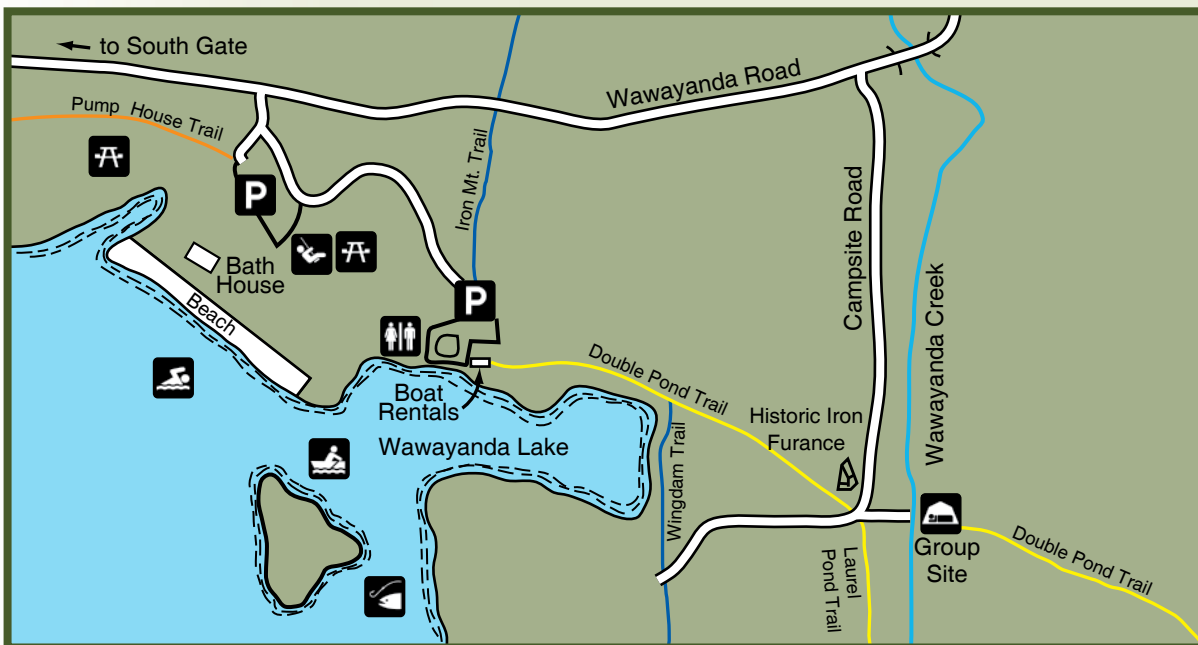 to South Gate
Wawayanda Road
Pump House Trail
Iron Mt. Trail
P
Bath
House
Beach
P
Campsite Road
Wawayanda Creek
Boat
Rentals
Double Pond Trail
Historic Iron
Furance
Wawayanda Lake
Wingdam Trail
Group
Site
Laurel
Pond Trail
Double Pond Trail